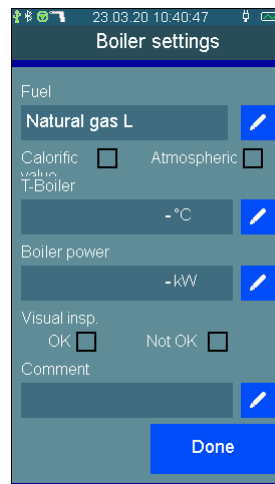 23.03.20 10:40:47
Boiler settings
Fuel
Natural gas L
Calorific Atmospheric
value
T-Boiler
-°C
Boiler power
-kW
Visual insp.
OK Not OK
Comment
Done